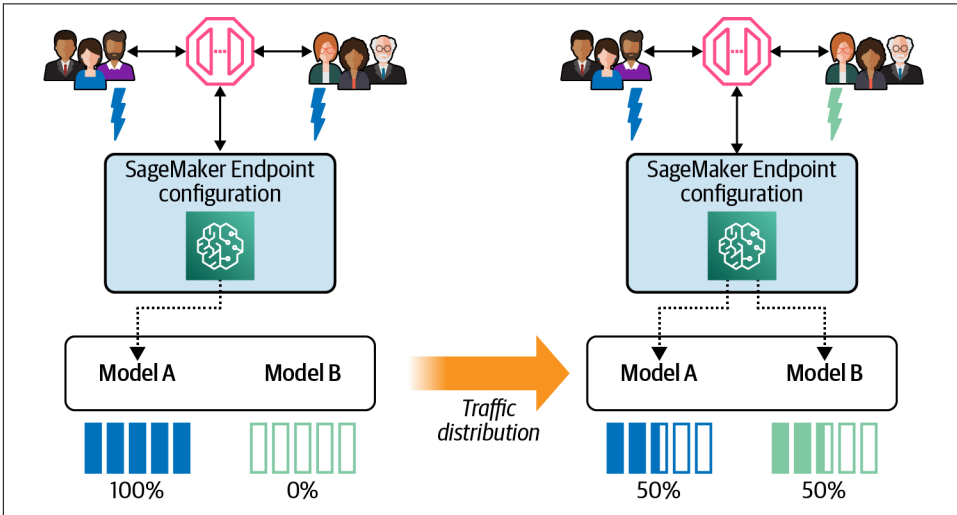 SageMaker Endpoint
configuration
Model A
Model B
100%
0%
Traffic
distribution
SageMaker Endpoint
configuration
Model A
Model B
50%
50%